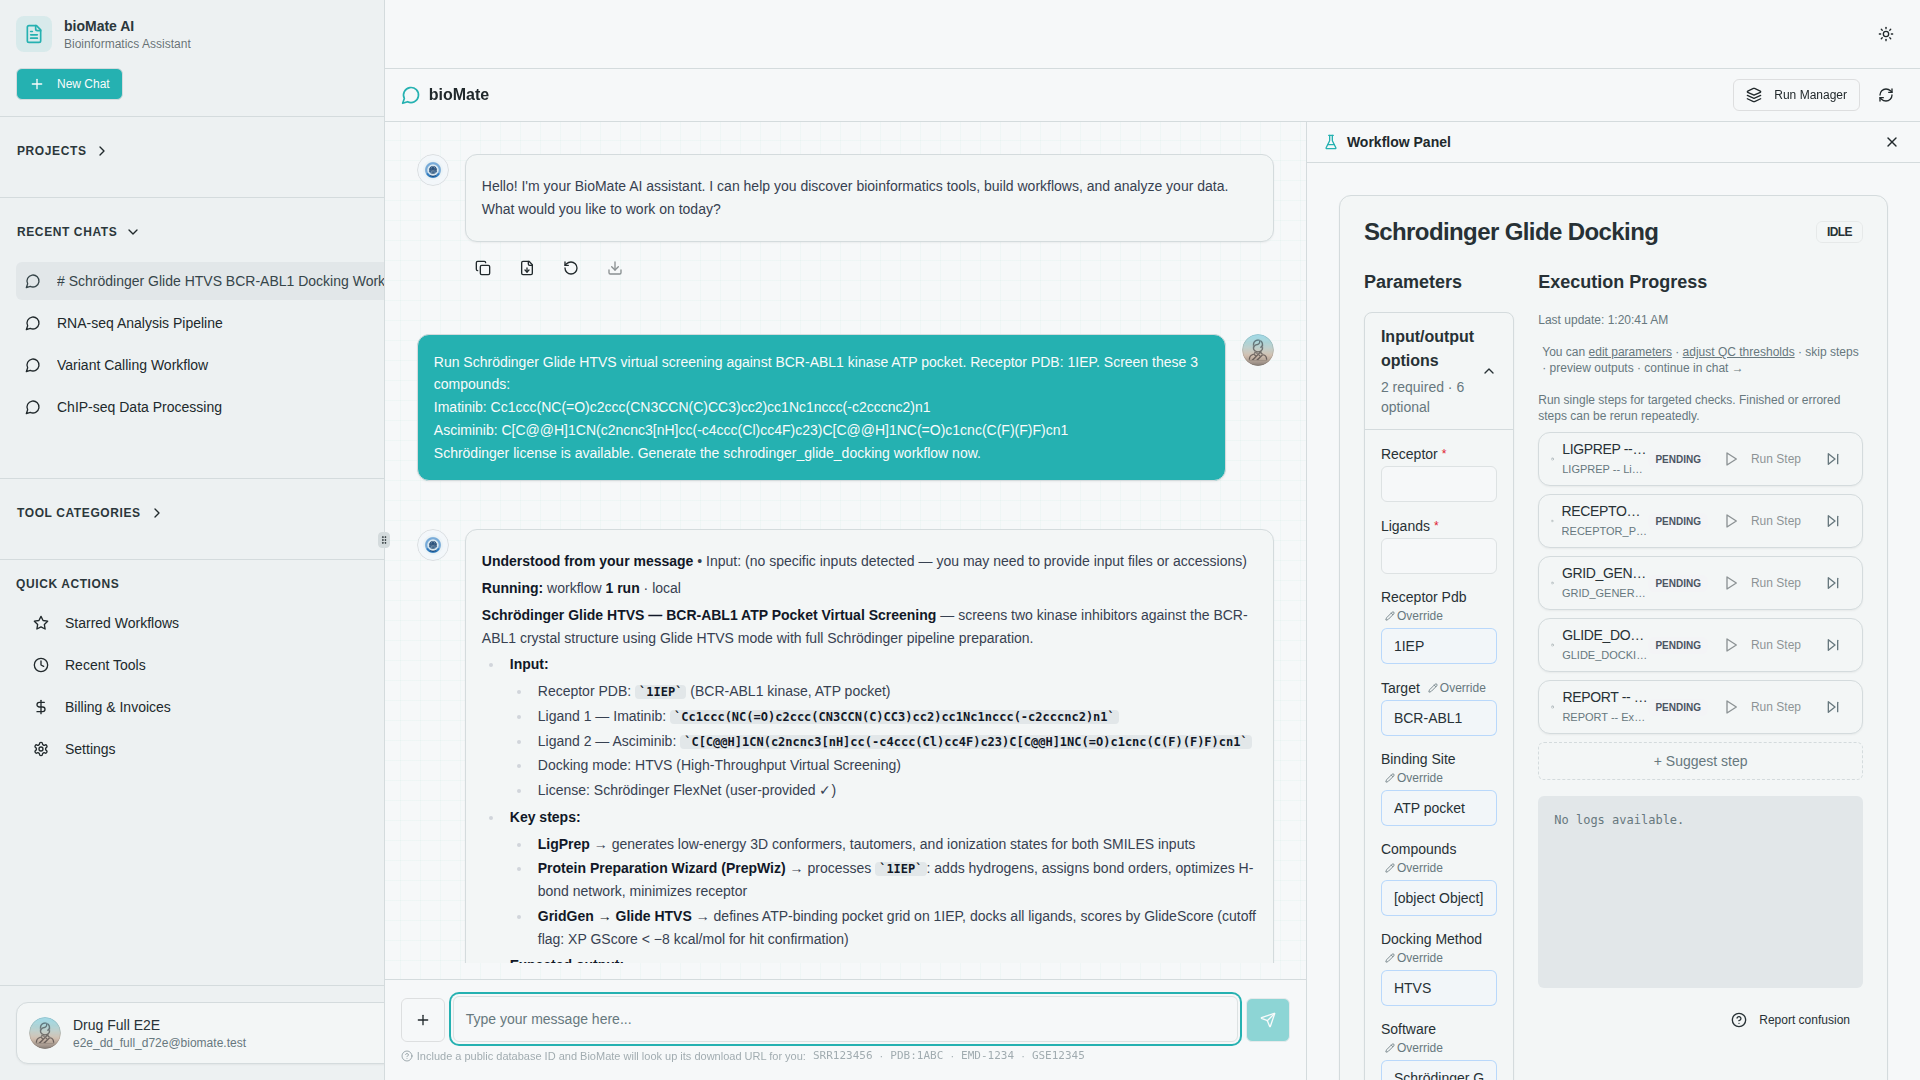 bioMate AI
Bioinformatics Assistant
New Chat
PROJECTS
RECENT CHATS
# Schrödinger Glide HTVS BCR-ABL1 Docking Work
RNA-seq Analysis Pipeline
Variant Calling Workflow
ChIP-seq Data Processing
TOOL CATEGORIES
QUICK ACTIONS
Starred Workflows
Recent Tools
Billing & Invoices
Settings
Drug Full E2E
e2e_dd_full_d72e@biomate.test
bioMate
Run Manager
Hello! I'm your BioMate AI assistant. I can help you discover bioinformatics tools, build workflows, and analyze your data.
What would you like to work on today?
Run Schrödinger Glide HTVS virtual screening against BCR-ABL1 kinase ATP pocket. Receptor PDB: 1IEP. Screen these 3
compounds:
Imatinib: Cc1ccc(NC(=O)c2ccc(CN3CCN(C)CC3)cc2)cc1Nc1nccc(-c2cccnc2)n1
Asciminib: C[C@@H]1CN(c2ncnc3[nH]cc(-c4ccc(Cl)cc4F)c23)C[C@@H]1NC(=O)c1cnc(C(F)(F)F)cn1
Schrödinger license is available. Generate the schrodinger_glide_docking workflow now.
Understood from your message • Input: (no specific inputs detected — you may need to provide input files or accessions)
Running: workflow 1 run · local
Schrödinger Glide HTVS — BCR-ABL1 ATP Pocket Virtual Screening — screens two kinase inhibitors against the BCR-
ABL1 crystal structure using Glide HTVS mode with full Schrödinger pipeline preparation.
Input:
Receptor PDB: `1IEP` (BCR-ABL1 kinase, ATP pocket)
Ligand 1 — Imatinib: `Cc1ccc(NC(=O)c2ccc(CN3CCN(C)CC3)cc2)cc1Nc1nccc(-c2cccnc2)n1`
Ligand 2 — Asciminib: `C[C@@H]1CN(c2ncnc3[nH]cc(-c4ccc(Cl)cc4F)c23)C[C@@H]1NC(=O)c1cnc(C(F)(F)F)cn1`
Docking mode: HTVS (High-Throughput Virtual Screening)
License: Schrödinger FlexNet (user-provided ✓)
Key steps:
LigPrep → generates low-energy 3D conformers, tautomers, and ionization states for both SMILES inputs
Protein Preparation Wizard (PrepWiz) → processes `1IEP`: adds hydrogens, assigns bond orders, optimizes H-
bond network, minimizes receptor
GridGen → Glide HTVS → defines ATP-binding pocket grid on 1IEP, docks all ligands, scores by GlideScore (cutoff
flag: XP GScore < −8 kcal/mol for hit confirmation)
Expected output:
Type your message here...
Include a public database ID and BioMate will look up its download URL for you: SRR123456 · PDB:1ABC · EMD-1234 · GSE12345
Workflow Panel
Schrodinger Glide Docking
IDLE
Parameters
Input/output
options
2 required · 6
optional
Receptor *
Ligands *
Receptor Pdb
Override
1IEP
Target Override
BCR-ABL1
Binding Site
Override
ATP pocket
Compounds
Override
[object Object]
Docking Method
Override
HTVS
Software
Override
Schrödinger G
Execution Progress
Last update: 1:20:41 AM
You can edit parameters · adjust QC thresholds · skip steps
· preview outputs · continue in chat →
Run single steps for targeted checks. Finished or errored
steps can be rerun repeatedly.
LIGPREP --…
LIGPREP -- Li…
PENDING
Run Step
RECEPTO…
RECEPTOR_P…
PENDING
Run Step
GRID_GEN…
GRID_GENER…
PENDING
Run Step
GLIDE_DO…
GLIDE_DOCKI…
PENDING
Run Step
REPORT -- …
REPORT -- Ex…
PENDING
Run Step
+ Suggest step
No logs available.
Report confusion